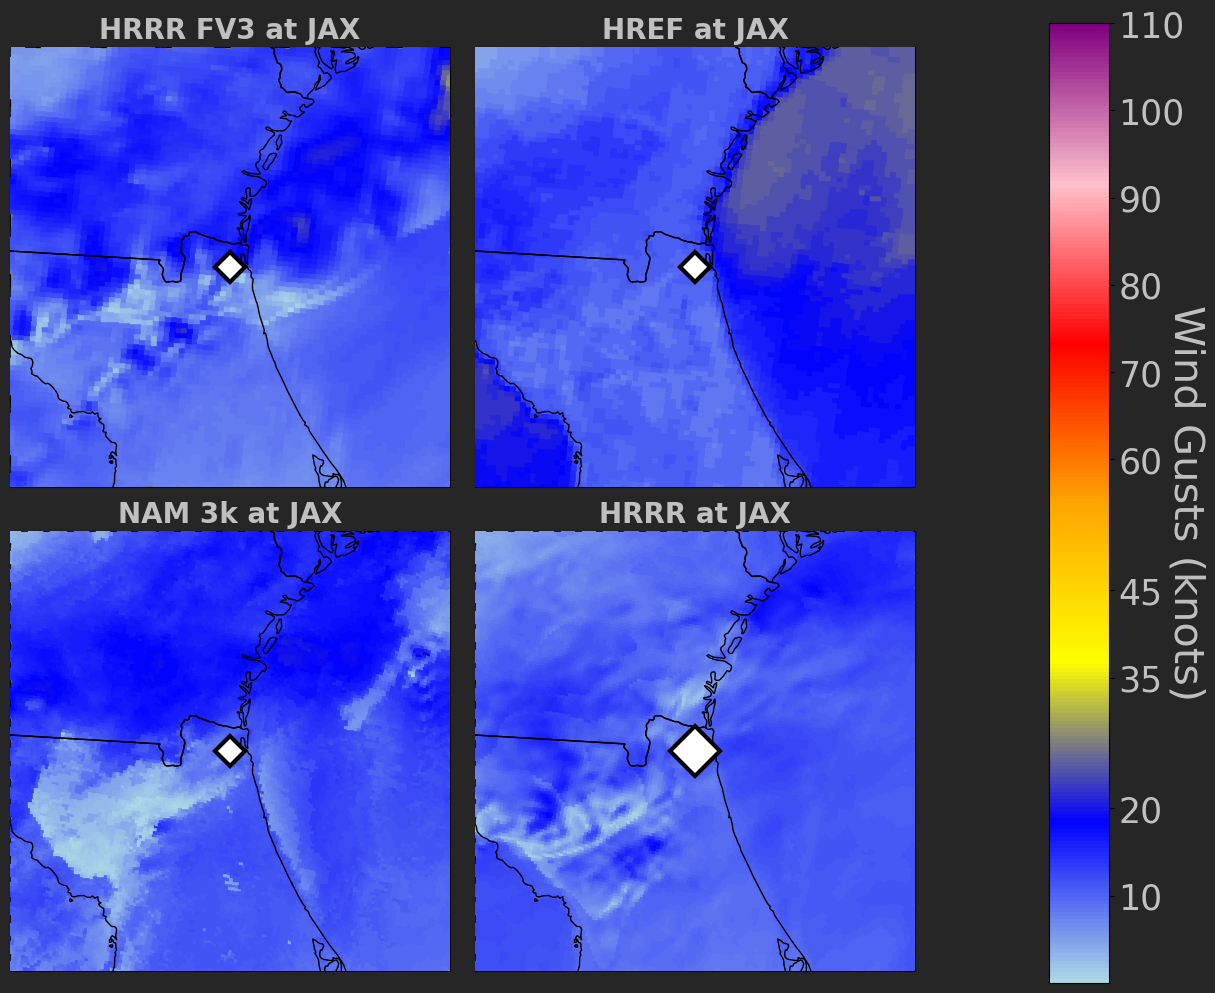 HRRR FV3 at JAX
HREF at JAX
NAM 3k at JAX
HRRR at JAX
110
100
90
80
70
60
45
35
20
10
Wind Gusts (knots)